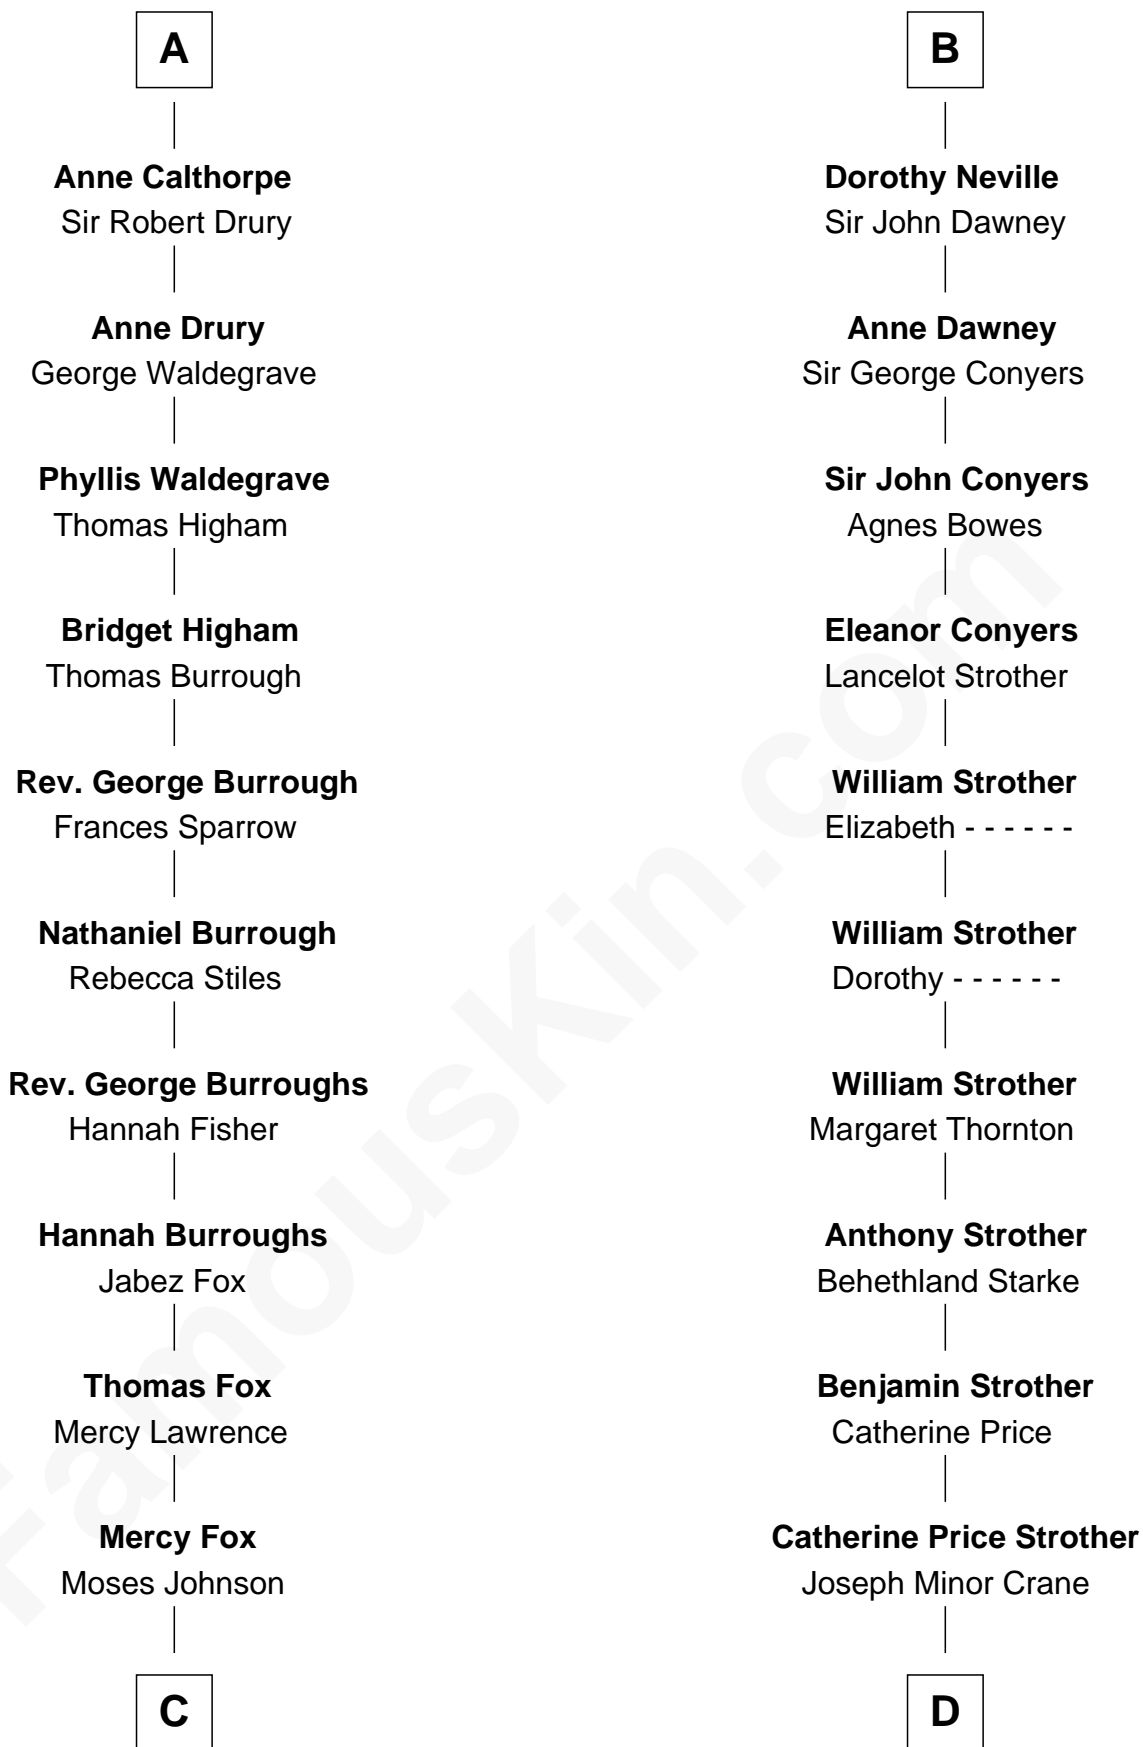 A
Anne Calthorpe
Sir Robert Drury
Anne Drury
George Waldegrave
Phyllis Waldegrave
Thomas Higham
Bridget Higham
Thomas Burrough
Rev. George Burrough
Frances Sparrow
Nathaniel Burrough
Rebecca Stiles
Rev. George Burroughs
Hannah Fisher
Hannah Burroughs
Jabez Fox
Thomas Fox
Mercy Lawrence
Mercy Fox
Moses Johnson
C
B
Dorothy Neville
Sir John Dawney
Anne Dawney
Sir George Conyers
Sir John Conyers
Agnes Bowes
Eleanor Conyers
Lancelot Strother
William Strother
Elizabeth - - - - - -
William Strother
Dorothy - - - - - -
William Strother
Margaret Thornton
Anthony Strother
Behethland Starke
Benjamin Strother
Catherine Price
Catherine Price Strother
Joseph Minor Crane
D
FamousKin.com